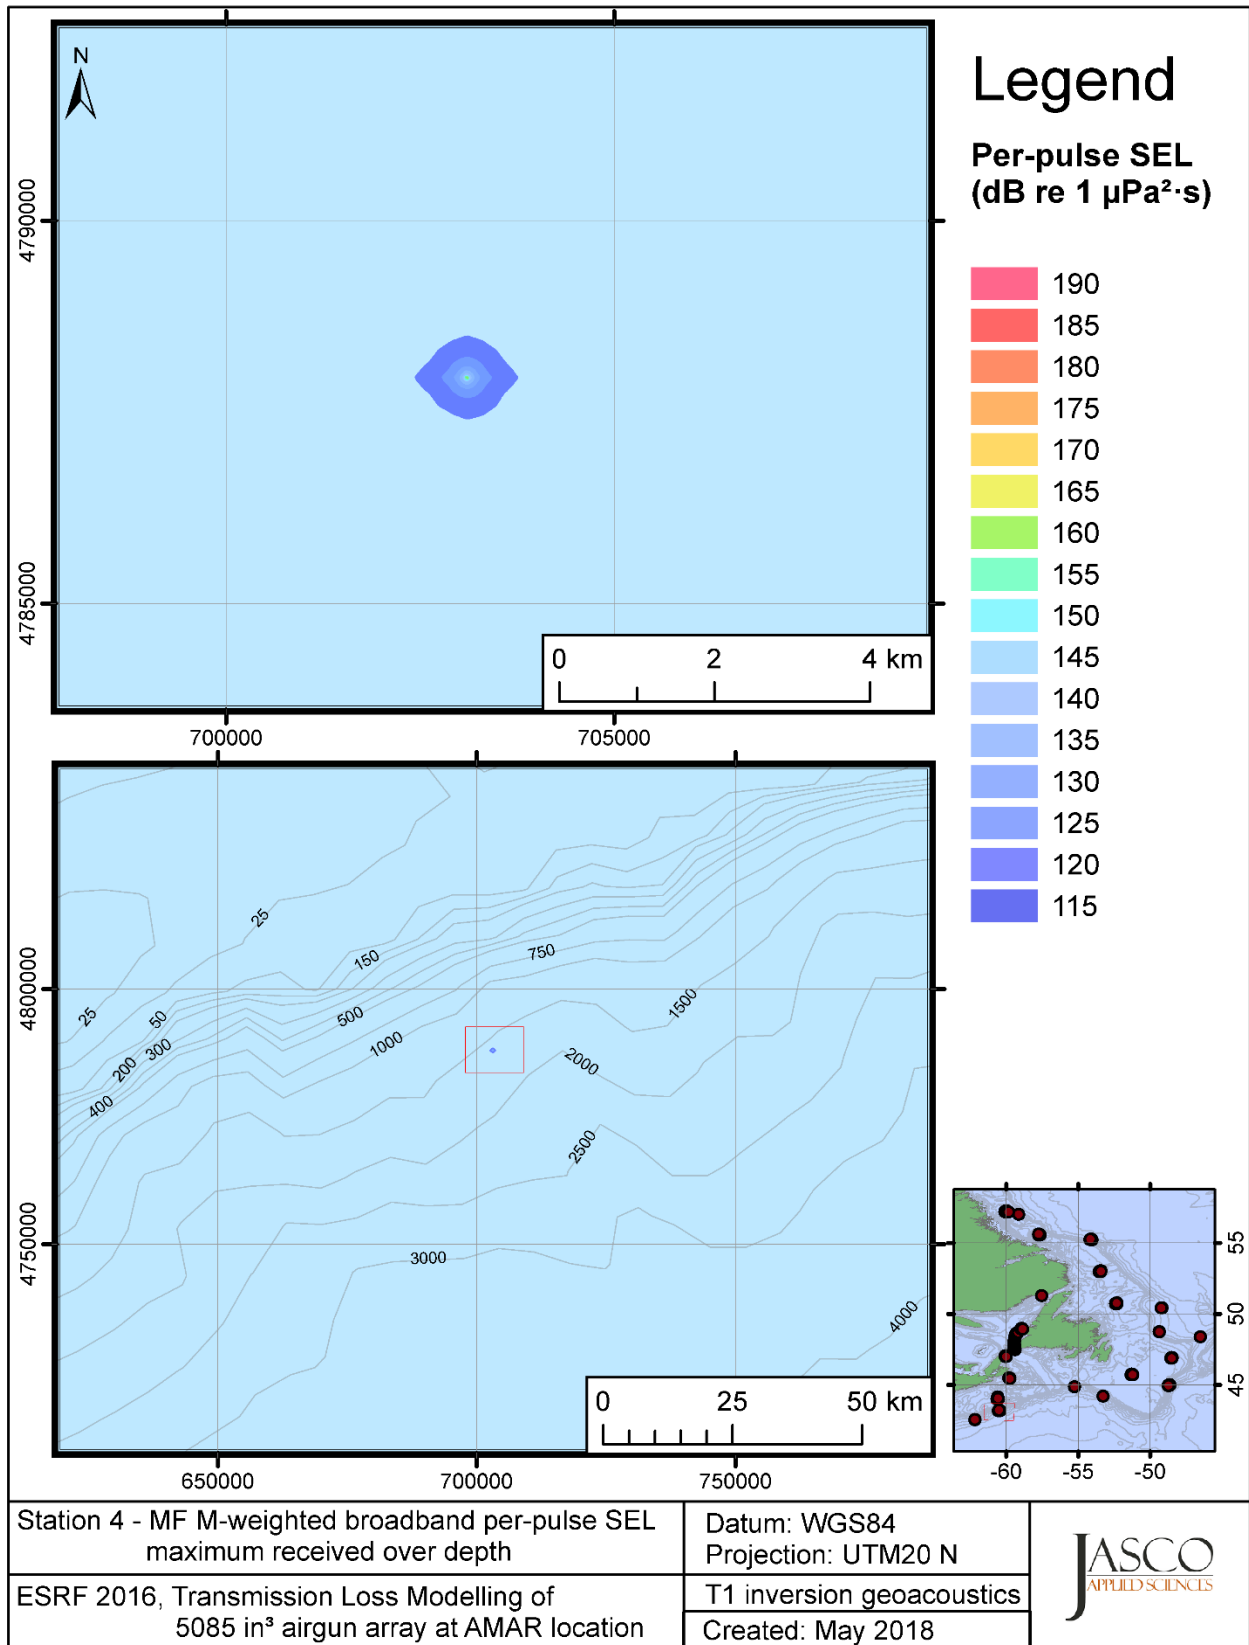 N
4790000
4785000
0 2 4 km
700000 705000
Legend
Per-pulse SEL
(dB re 1 µPa²·s)
190
185
180
175
170
165
160
155
150
145
140
135
130
125
120
115
25
150
750
25
50
500
1500
300
1000
200
2000
400
2500
3000
4000
4800000
4750000
0 25 50 km
650000 700000 750000
55
50
45
-60 -55 -50
Station 4 - MF M-weighted broadband per-pulse SEL
maximum received over depth
ESRF 2016, Transmission Loss Modelling of
5085 in³ airgun array at AMAR location
Datum: WGS84
Projection: UTM20 N
T1 inversion geoacoustics
Created: May 2018
JASCO
APPLIED SCIENCES